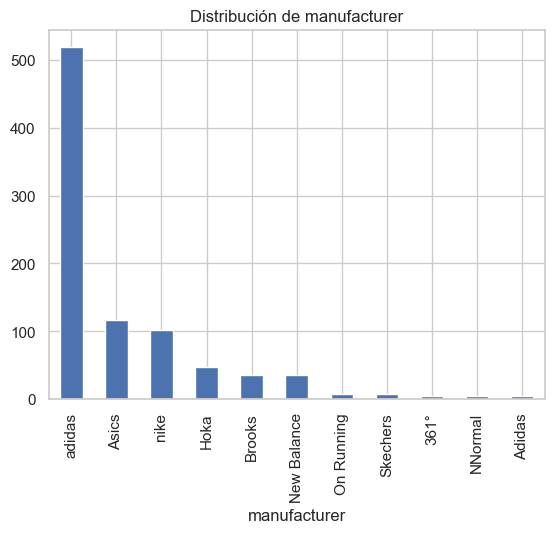 Distribución de manufacturer
500
400
300
200
100
0
adidas
Asics
nike
Hoka
Brooks
New Balance
On Running
Skechers
361°
NNormal
Adidas
manufacturer